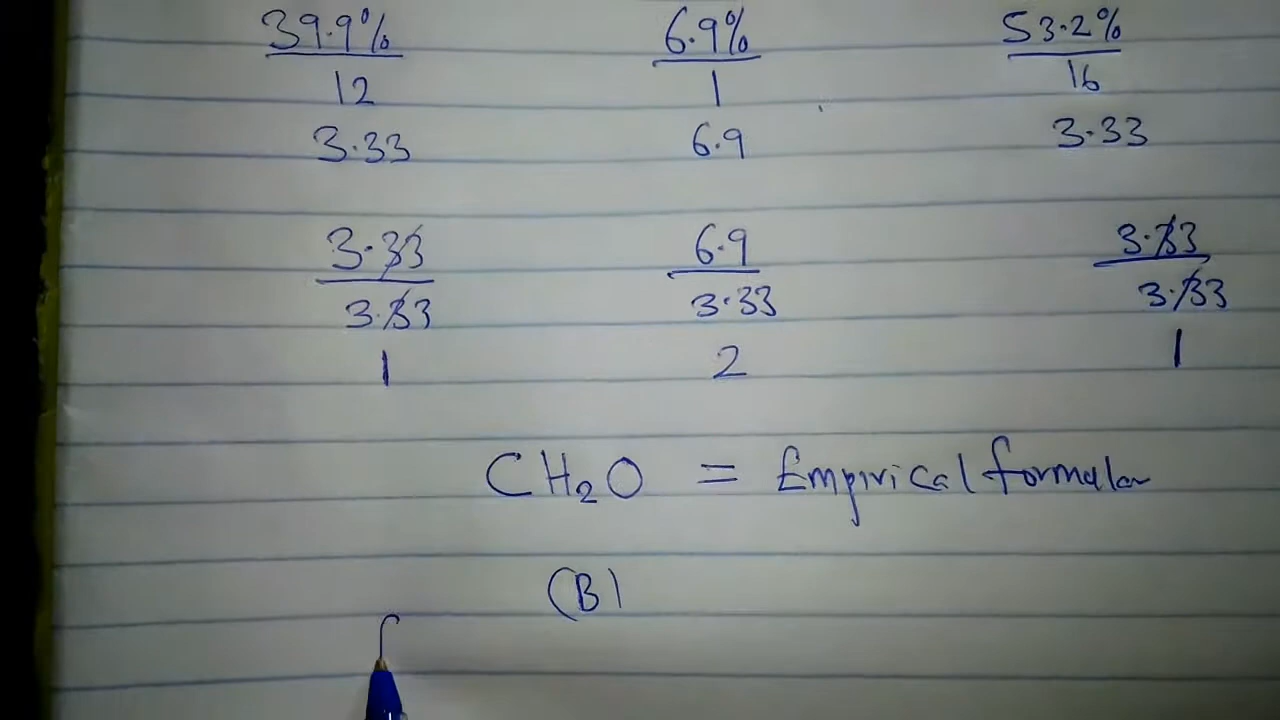 39.9% 6.9% 53.2%
12 1 16
3.33 6.9 3.33
3.33 6.9 3.33
3.33 3.33 3.33
1 2 1
CH₂O = Empirical formular
(B)